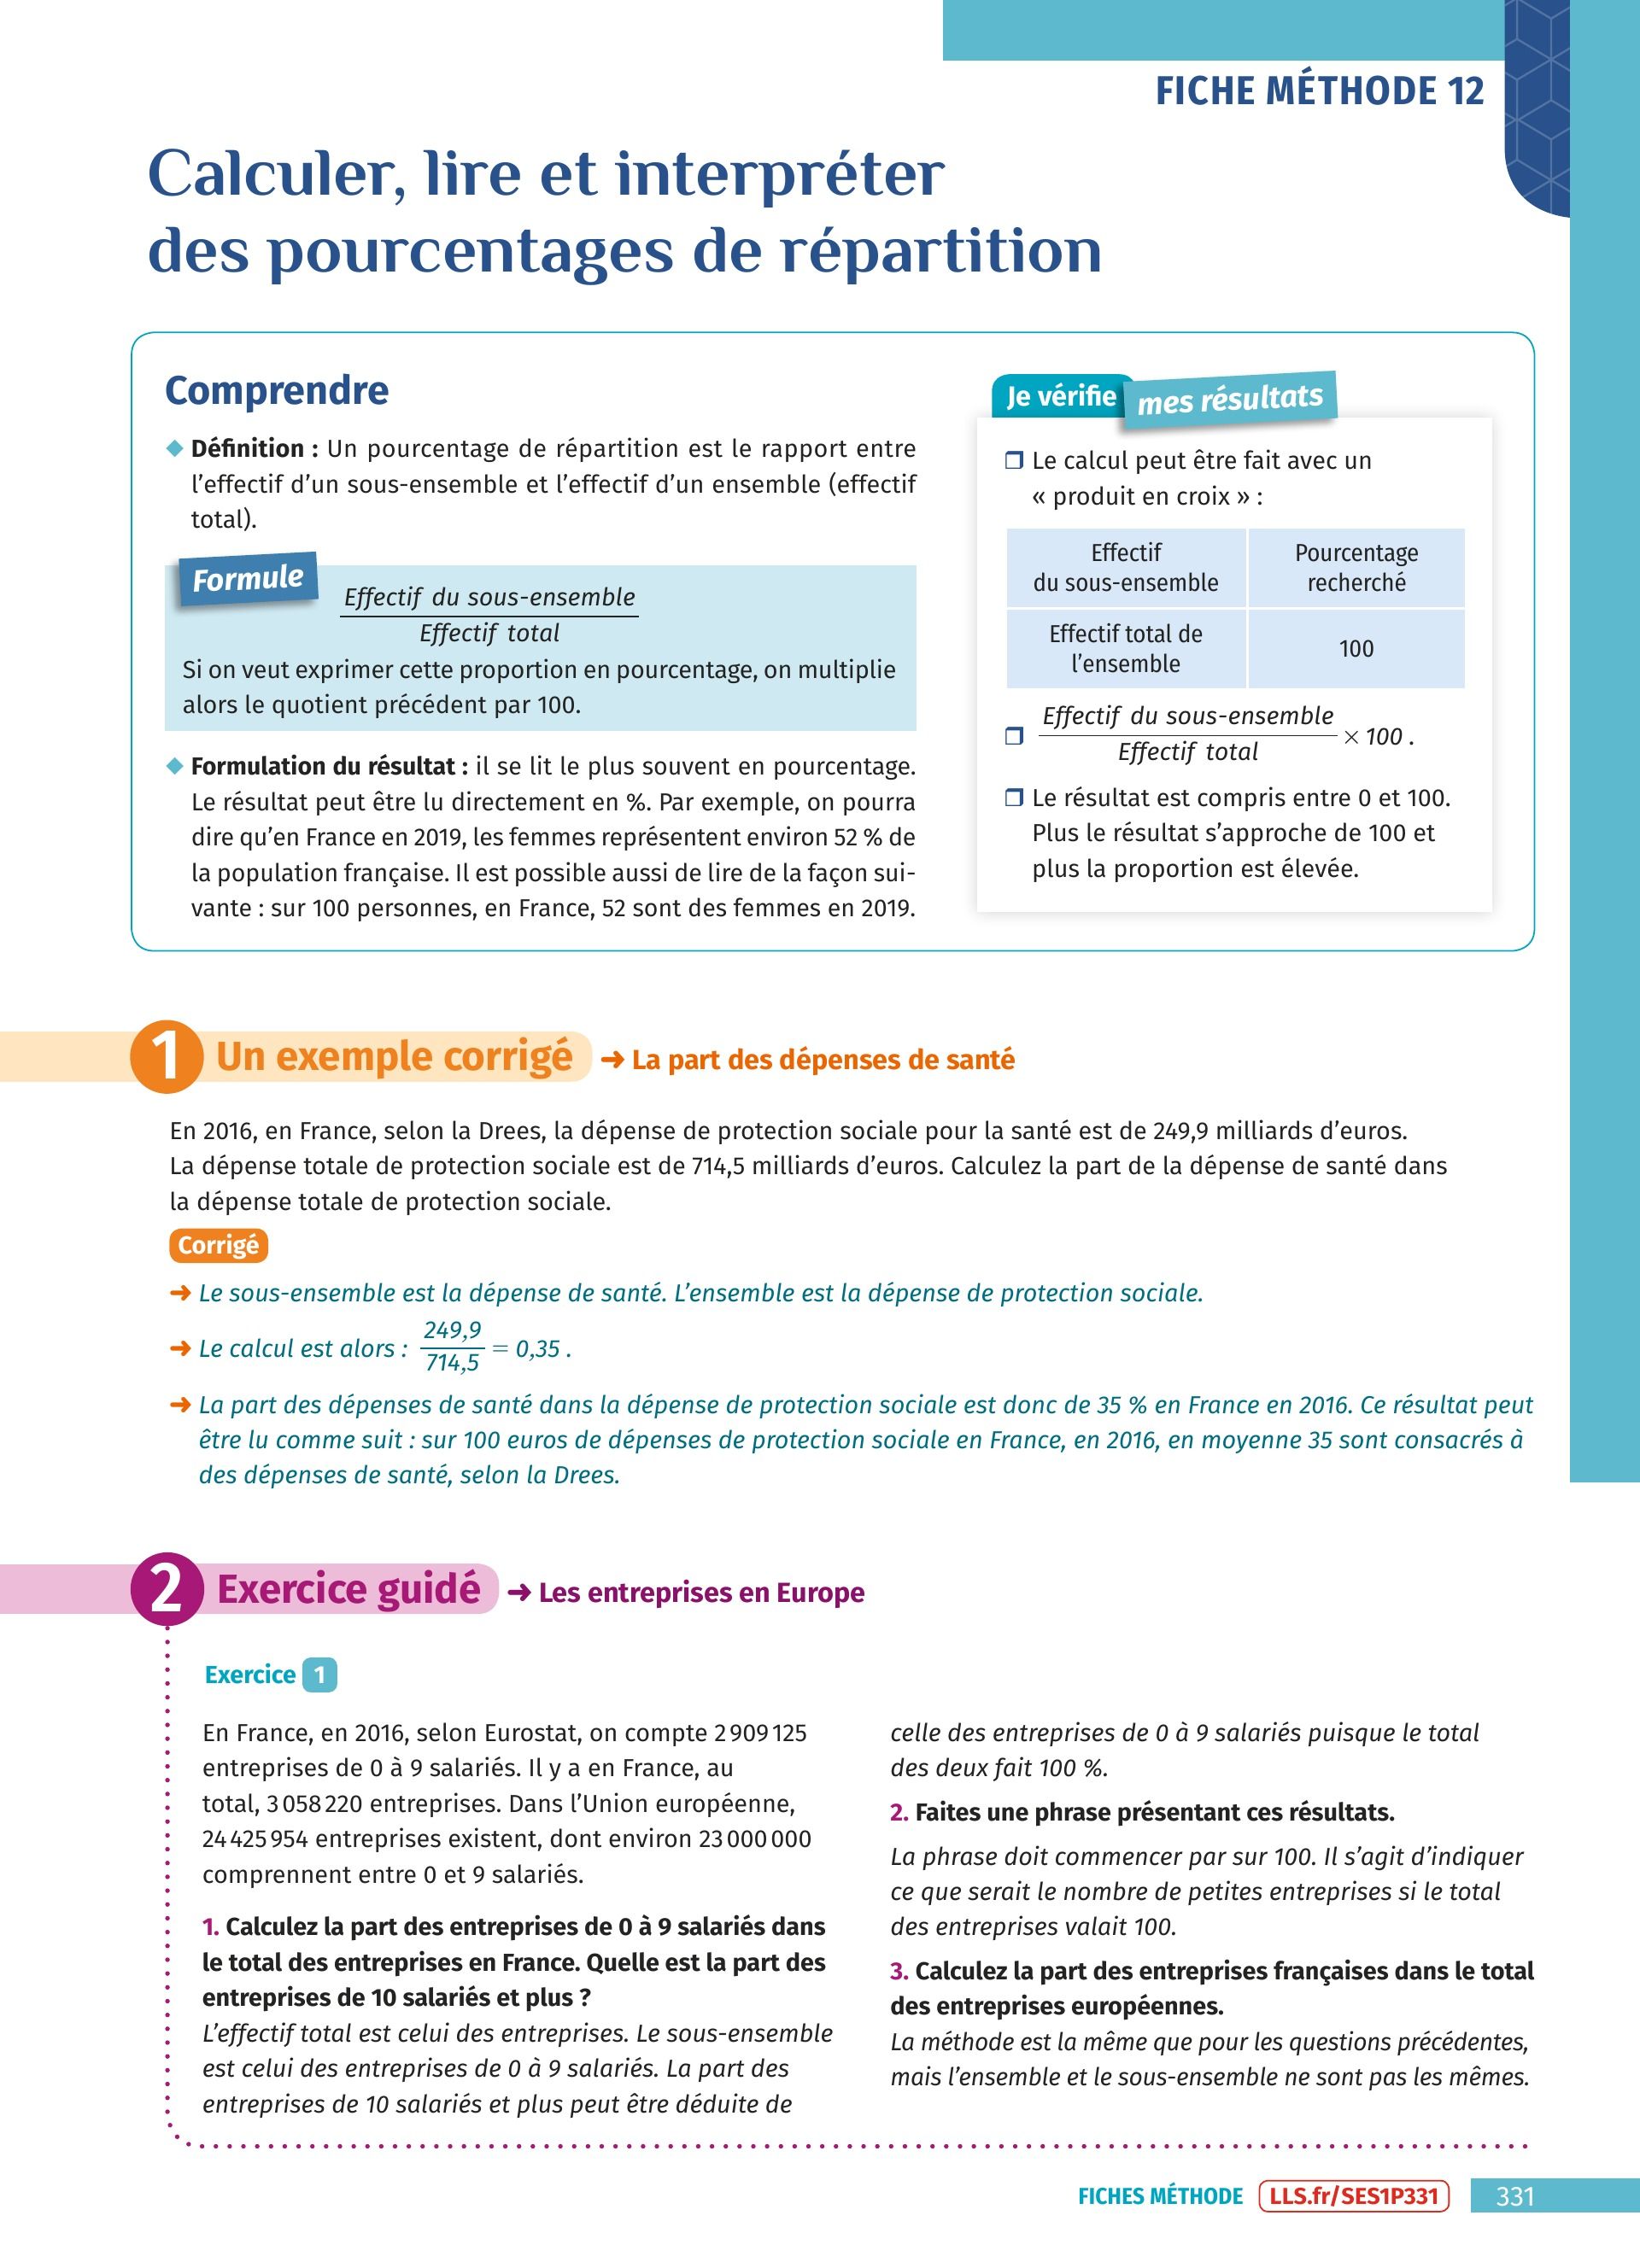 FICHE MÉTHODE 12
Calculer, lire et interpréter
des pourcentages de répartition
Comprendre
◆ Définition : Un pourcentage de répartition est le rapport entre
l’effectif d’un sous-ensemble et l’effectif d’un ensemble (effectif
total).
Formule
Effectif du sous-ensemble
Effectif total
Si on veut exprimer cette proportion en pourcentage, on multiplie
alors le quotient précédent par 100.
◆ Formulation du résultat : il se lit le plus souvent en pourcentage.
Le résultat peut être lu directement en %. Par exemple, on pourra
dire qu’en France en 2019, les femmes représentent environ 52 % de
la population française. Il est possible aussi de lire de la façon sui-
vante : sur 100 personnes, en France, 52 sont des femmes en 2019.
Je vérifie mes résultats
❒ Le calcul peut être fait avec un
« produit en croix » :
Effectif
du sous-ensemble
Pourcentage
recherché
Effectif total de
l’ensemble
100
❒ Effectif du sous-ensemble
Effectif total
× 100 .
❒ Le résultat est compris entre 0 et 100.
Plus le résultat s’approche de 100 et
plus la proportion est élevée.
1 Un exemple corrigé ➜ La part des dépenses de santé
En 2016, en France, selon la Drees, la dépense de protection sociale pour la santé est de 249,9 milliards d’euros.
La dépense totale de protection sociale est de 714,5 milliards d’euros. Calculez la part de la dépense de santé dans
la dépense totale de protection sociale.
Corrigé
➜ Le sous-ensemble est la dépense de santé. L’ensemble est la dépense de protection sociale.
➜ Le calcul est alors : 249,9
714,5
= 0,35 .
➜ La part des dépenses de santé dans la dépense de protection sociale est donc de 35 % en France en 2016. Ce résultat peut
être lu comme suit : sur 100 euros de dépenses de protection sociale en France, en 2016, en moyenne 35 sont consacrés à
des dépenses de santé, selon la Drees.
2 Exercice guidé ➜ Les entreprises en Europe
Exercice 1
En France, en 2016, selon Eurostat, on compte 2 909 125
entreprises de 0 à 9 salariés. Il y a en France, au
total, 3 058 220 entreprises. Dans l’Union européenne,
24 425 954 entreprises existent, dont environ 23 000 000
comprennent entre 0 et 9 salariés.
1. Calculez la part des entreprises de 0 à 9 salariés dans
le total des entreprises en France. Quelle est la part des
entreprises de 10 salariés et plus ?
L’effectif total est celui des entreprises. Le sous-ensemble
est celui des entreprises de 0 à 9 salariés. La part des
entreprises de 10 salariés et plus peut être déduite de
celle des entreprises de 0 à 9 salariés puisque le total
des deux fait 100 %.
2. Faites une phrase présentant ces résultats.
La phrase doit commencer par sur 100. Il s’agit d’indiquer
ce que serait le nombre de petites entreprises si le total
des entreprises valait 100.
3. Calculez la part des entreprises françaises dans le total
des entreprises européennes.
La méthode est la même que pour les questions précédentes,
mais l’ensemble et le sous-ensemble ne sont pas les mêmes.
FICHES MÉTHODE LLS.fr/SES1P331 331